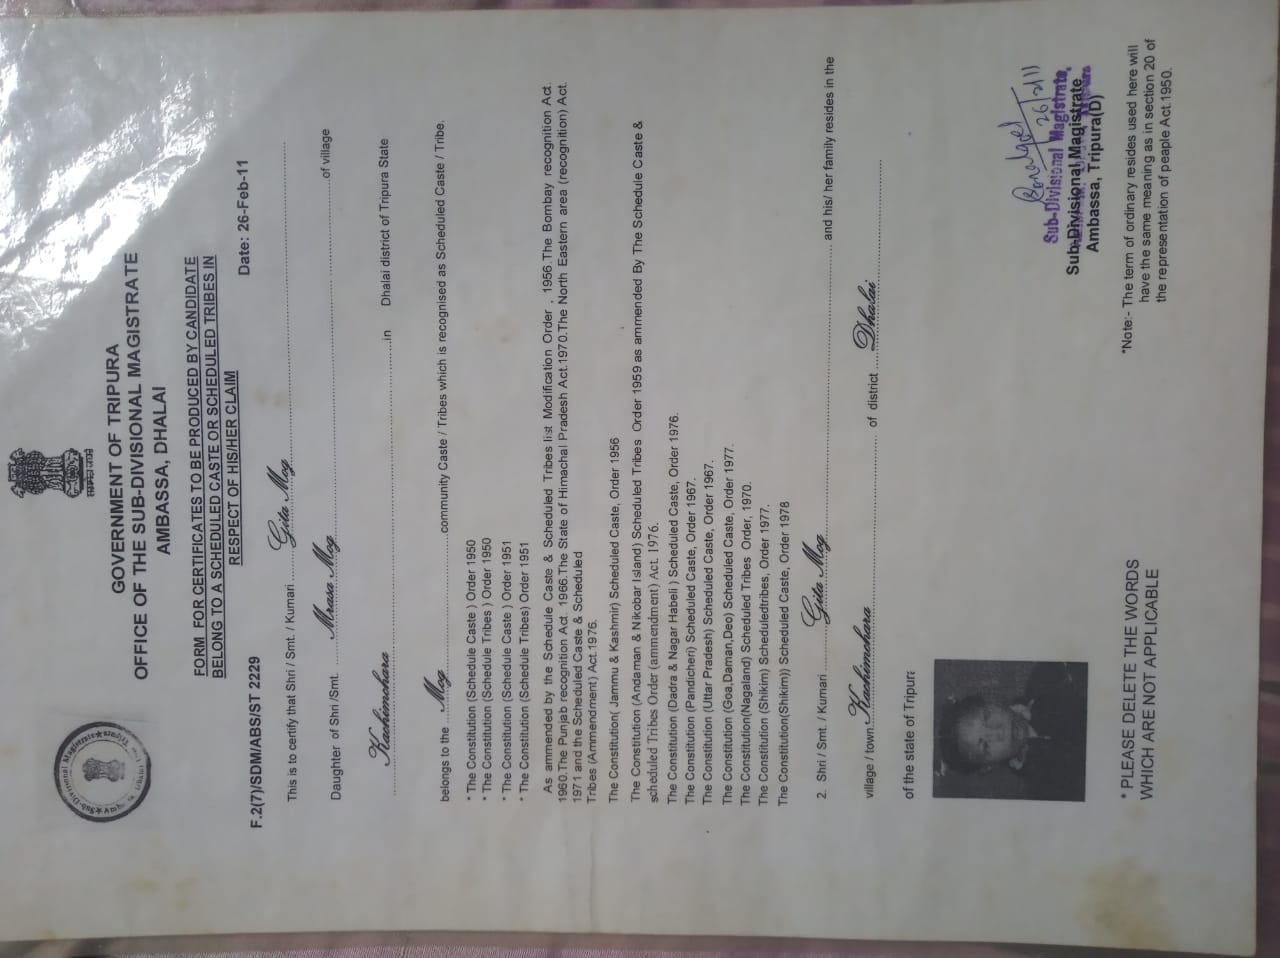 सत्यमेव जयते
GOVERNMENT OF TRIPURA
OFFICE OF THE SUB-DIVISIONAL MAGISTRATE
AMBASSA, DHALAI
FORM FOR CERTIFICATES TO BE PRODUCED BY CANDIDATE
BELONG TO A SCHEDULED CASTE OR SCHEDULED TRIBES IN
RESPECT OF HIS/HER CLAIM
F.2(7)/SDM/ABS/ST 2229 Date: 26-Feb-11
This is to certify that Shri / Smt. / Kumari ......Gita Mog......
Daughter of Shri /Smt. ......Mrasa Mog......of village
......Kachimchara......in Dhalai district of Tripura State
belongs to the ...Mog......community Caste / Tribes which is recognised as Scheduled Caste / Tribe.
* The Constitution (Schedule Caste ) Order 1950
* The Constitution (Schedule Tribes ) Order 1950
* The Constitution (Schedule Caste ) Order 1951
* The Constitution (Schedule Tribes) Order 1951
As ammended by the Schedule Caste & Scheduled Tribes list Modification Order , 1956.The Bombay recognition Act.
1960.The Punjab recognition Act. 1966.The State of Himachal Pradesh Act.1970.The North Eastern area (recognition) Act.
1971 and the Scheduled Caste & Scheduled
Tribes (Ammendment) Act.1976.
The Constitution( Jammu & Kashmir) Scheduled Caste, Order 1956
The Constitution (Andaman & Nikobar Island) Scheduled Tribes Order 1959 as ammended By The Schedule Caste &
scheduled Tribes Order (ammendment) Act. 1976.
The Constitution (Dadra & Nagar Habeli ) Scheduled Caste, Order 1976.
The Constitution (Pandicheri) Scheduled Caste, Order 1967.
The Constitution (Uttar Pradesh) Scheduled Caste, Order 1967.
The Constitution (Goa,Daman,Deo) Scheduled Caste, Order 1977.
The Constitution(Nagaland) Scheduled Tribes Order, 1970.
The Constitution (Shikim) Scheduledtribes, Order 1977.
The Constitution(Shikim)) Scheduled Caste, Order 1978
2. Shri / Smt. / Kumari ......Gita Mog...... and his/ her family resides in the
village / town.Kachimchara...... of district ...Dhalai......
of the state of Tripura
26/2/11
Sub-Divisional Magistrate,
Sub-Divisional Magistrate
Ambassa, Tripura(D)
* PLEASE DELETE THE WORDS
WHICH ARE NOT APPLICABLE
*Note:- The term of ordinary resides used here will
have the same meaning as in section 20 of
the representation of peaple Act.1950.